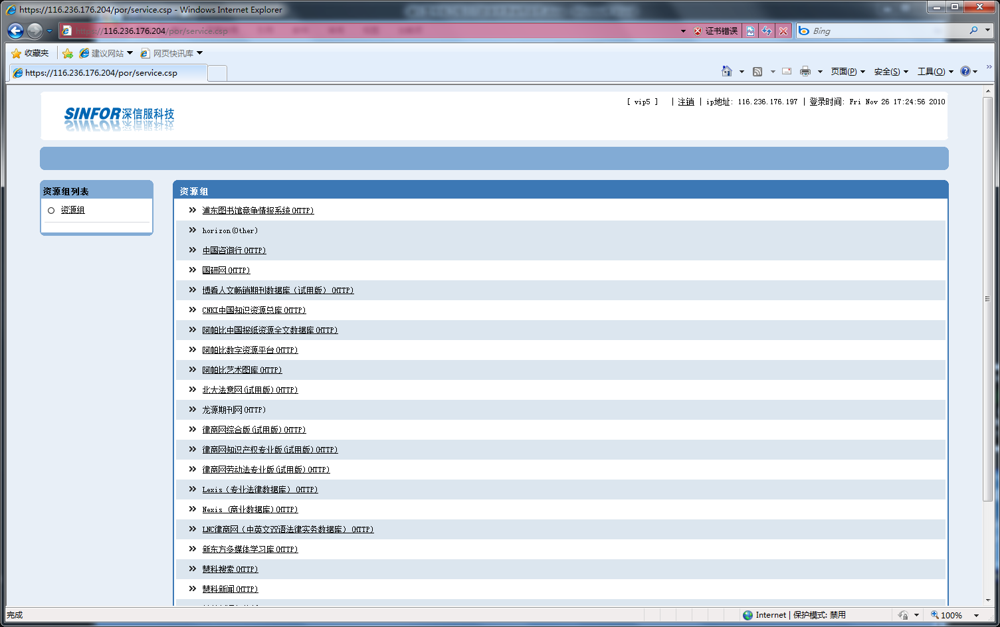 https://116.236.176.204/por/service.csp - Windows Internet Explorer
https://116.236.176.204/por/service.csp
证书错误
Bing
收藏夹
建议网站
网页快讯库
https://116.236.176.204/por/service.csp
页面(P)
安全(S)
工具(O)
SINFOR深信服科技
[ vip5 ] | 注销 | ip地址: 116.236.176.197 | 登录时间: Fri Nov 26 17:24:56 2010
资源组列表
资源组
资源组
浦东图书馆竞争情报系统(HTTP)
horizon(Other)
中国咨询行(HTTP)
国研网(HTTP)
博看人文畅销期刊数据库（试用版）(HTTP)
CNKI中国知识资源总库(HTTP)
阿帕比中国报纸资源全文数据库(HTTP)
阿帕比数字资源平台(HTTP)
阿帕比艺术图库(HTTP)
北大法意网(试用版)(HTTP)
龙源期刊网(HTTP)
律商网综合版(试用版)(HTTP)
律商网知识产权专业版(试用版)(HTTP)
律商网劳动法专业版(试用版)(HTTP)
Lexis（专业法律数据库）(HTTP)
Nexis (商业数据库)(HTTP)
LNC律商网（中英文双语法律实务数据库）(HTTP)
新东方多媒体学习库(HTTP)
慧科搜索(HTTP)
慧科新闻(HTTP)
完成
Internet | 保护模式: 禁用
100%